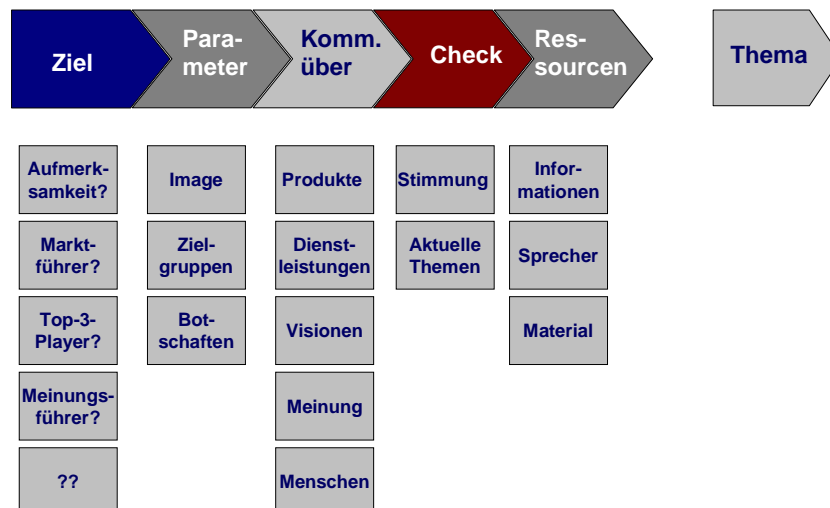 Ziel
Para-
meter
Komm.
über
Check
Res-
sourcen
Thema
Aufmerk-
samkeit?
Image
Produkte
Stimmung
Infor-
mationen
Markt-
führer?
Ziel-
gruppen
Dienst-
leistungen
Aktuelle
Themen
Sprecher
Top-3-
Player?
Bot-
schaften
Visionen
Material
Meinungs-
führer?
Meinung
??
Menschen